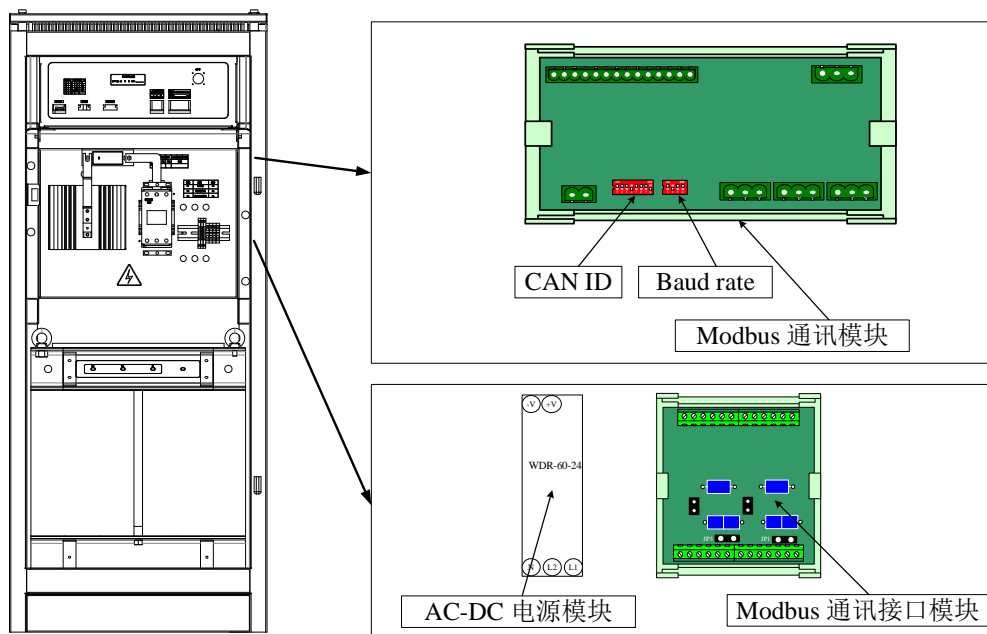 CAN ID
Baud rate
Modbus 通讯模块
-V +V
WDR-60-24
N L2 L1
AC-DC 电源模块
JP3 JP1
Modbus 通讯接口模块